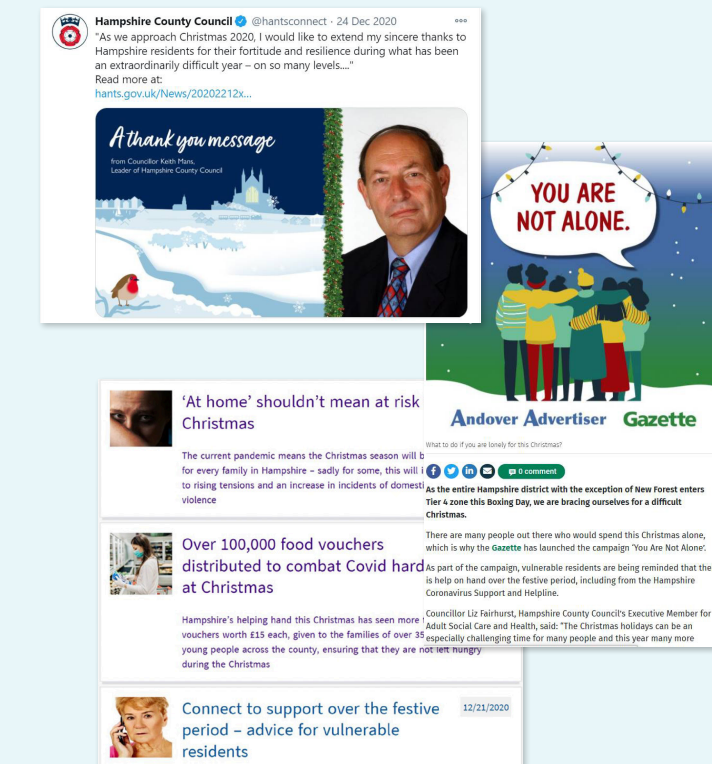 Hampshire County Council @hantsconnect · 24 Dec 2020
"As we approach Christmas 2020, I would like to extend my sincere thanks to
Hampshire residents for their fortitude and resilience during what has been
an extraordinarily difficult year – on so many levels...."
Read more at:
hants.gov.uk/News/20202212x...
A thank you message
from Councillor Keith Mans,
Leader of Hampshire County Council
YOU ARE
NOT ALONE.
Andover Advertiser Gazette
What to do if you are lonely for this Christmas?
0 comment
As the entire Hampshire district with the exception of New Forest enters
Tier 4 zone this Boxing Day, we are bracing ourselves for a difficult
Christmas.
There are many people out there who would spend this Christmas alone,
which is why the Gazette has launched the campaign 'You Are Not Alone'.
As part of the campaign, vulnerable residents are being reminded that the
is help on hand over the festive period, including from the Hampshire
Coronavirus Support and Helpline.
Councillor Liz Fairhurst, Hampshire County Council's Executive Member for
Adult Social Care and Health, said: "The Christmas holidays can be an
especially challenging time for many people and this year many more
'At home' shouldn't mean at risk
Christmas
The current pandemic means the Christmas season will
for every family in Hampshire – sadly for some, this will
to rising tensions and an increase in incidents of
violence
Over 100,000 food vouchers
distributed to combat Covid hard
at Christmas
Hampshire's helping hand this Christmas has seen more
vouchers worth £15 each, given to the families of over 35
young people across the county, ensuring that they are not left hungry
during the Christmas
Connect to support over the festive
period – advice for vulnerable
residents
12/21/2020